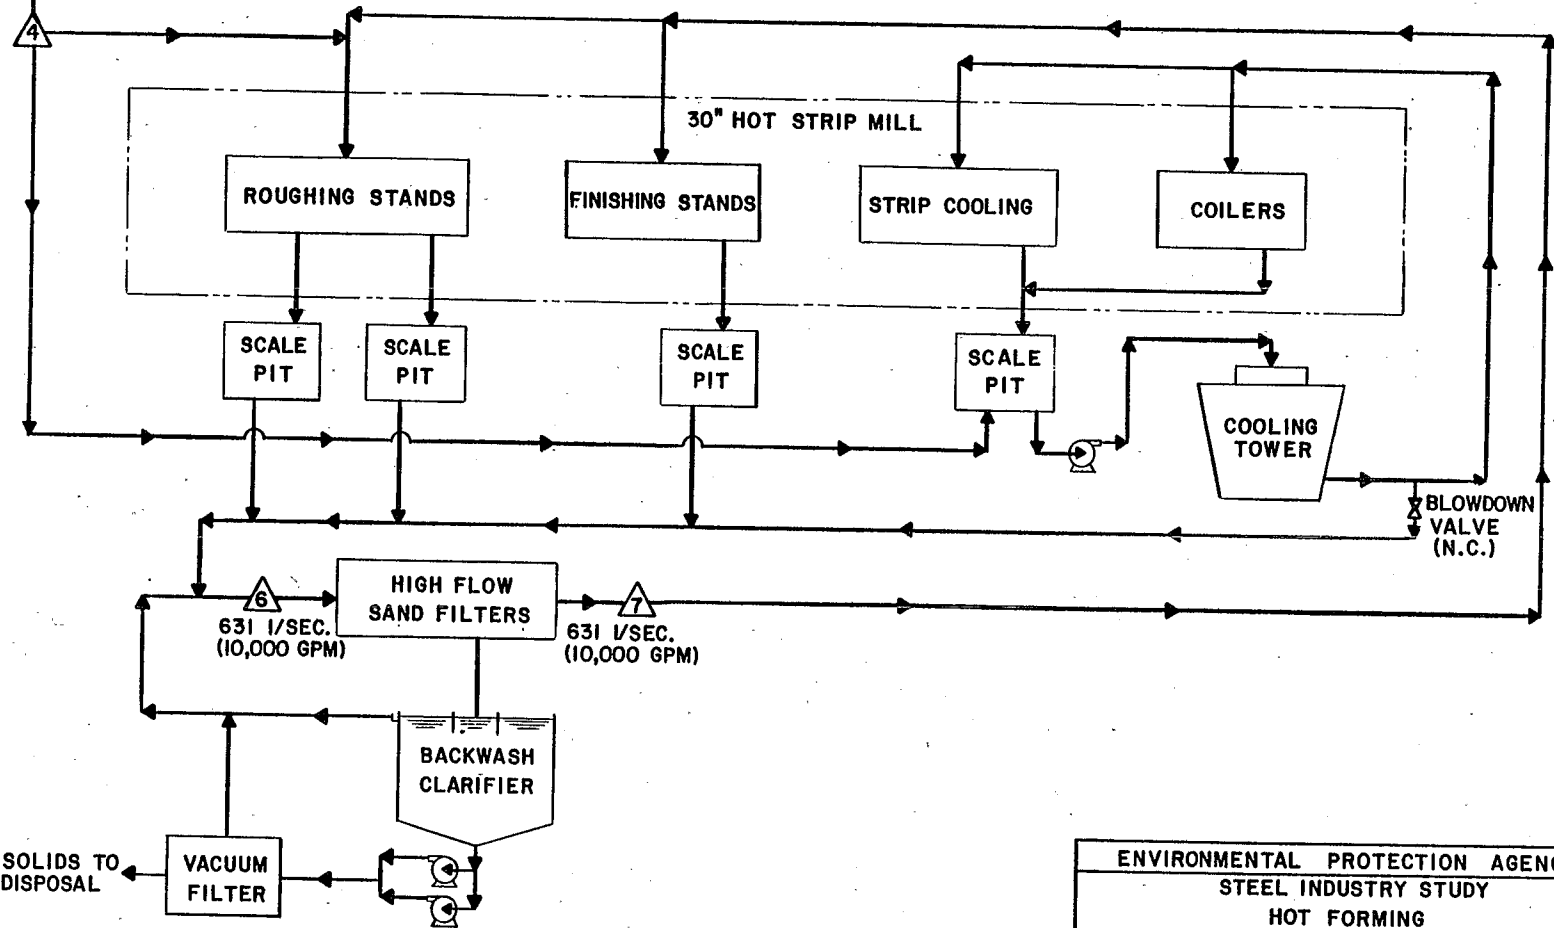 4
30" HOT STRIP MILL
ROUGHING STANDS
FINISHING STANDS
STRIP COOLING
COILERS
SCALE
PIT
SCALE
PIT
SCALE
PIT
SCALE
PIT
COOLING
TOWER
BLOWDOWN
VALVE
(N.C.)
6
631 l/SEC.
(10,000 GPM)
HIGH FLOW
SAND FILTERS
7
631 l/SEC.
(10,000 GPM)
BACKWASH
CLARIFIER
SOLIDS TO
DISPOSAL
VACUUM
FILTER
ENVIRONMENTAL PROTECTION AGENC
STEEL INDUSTRY STUDY
HOT FORMING